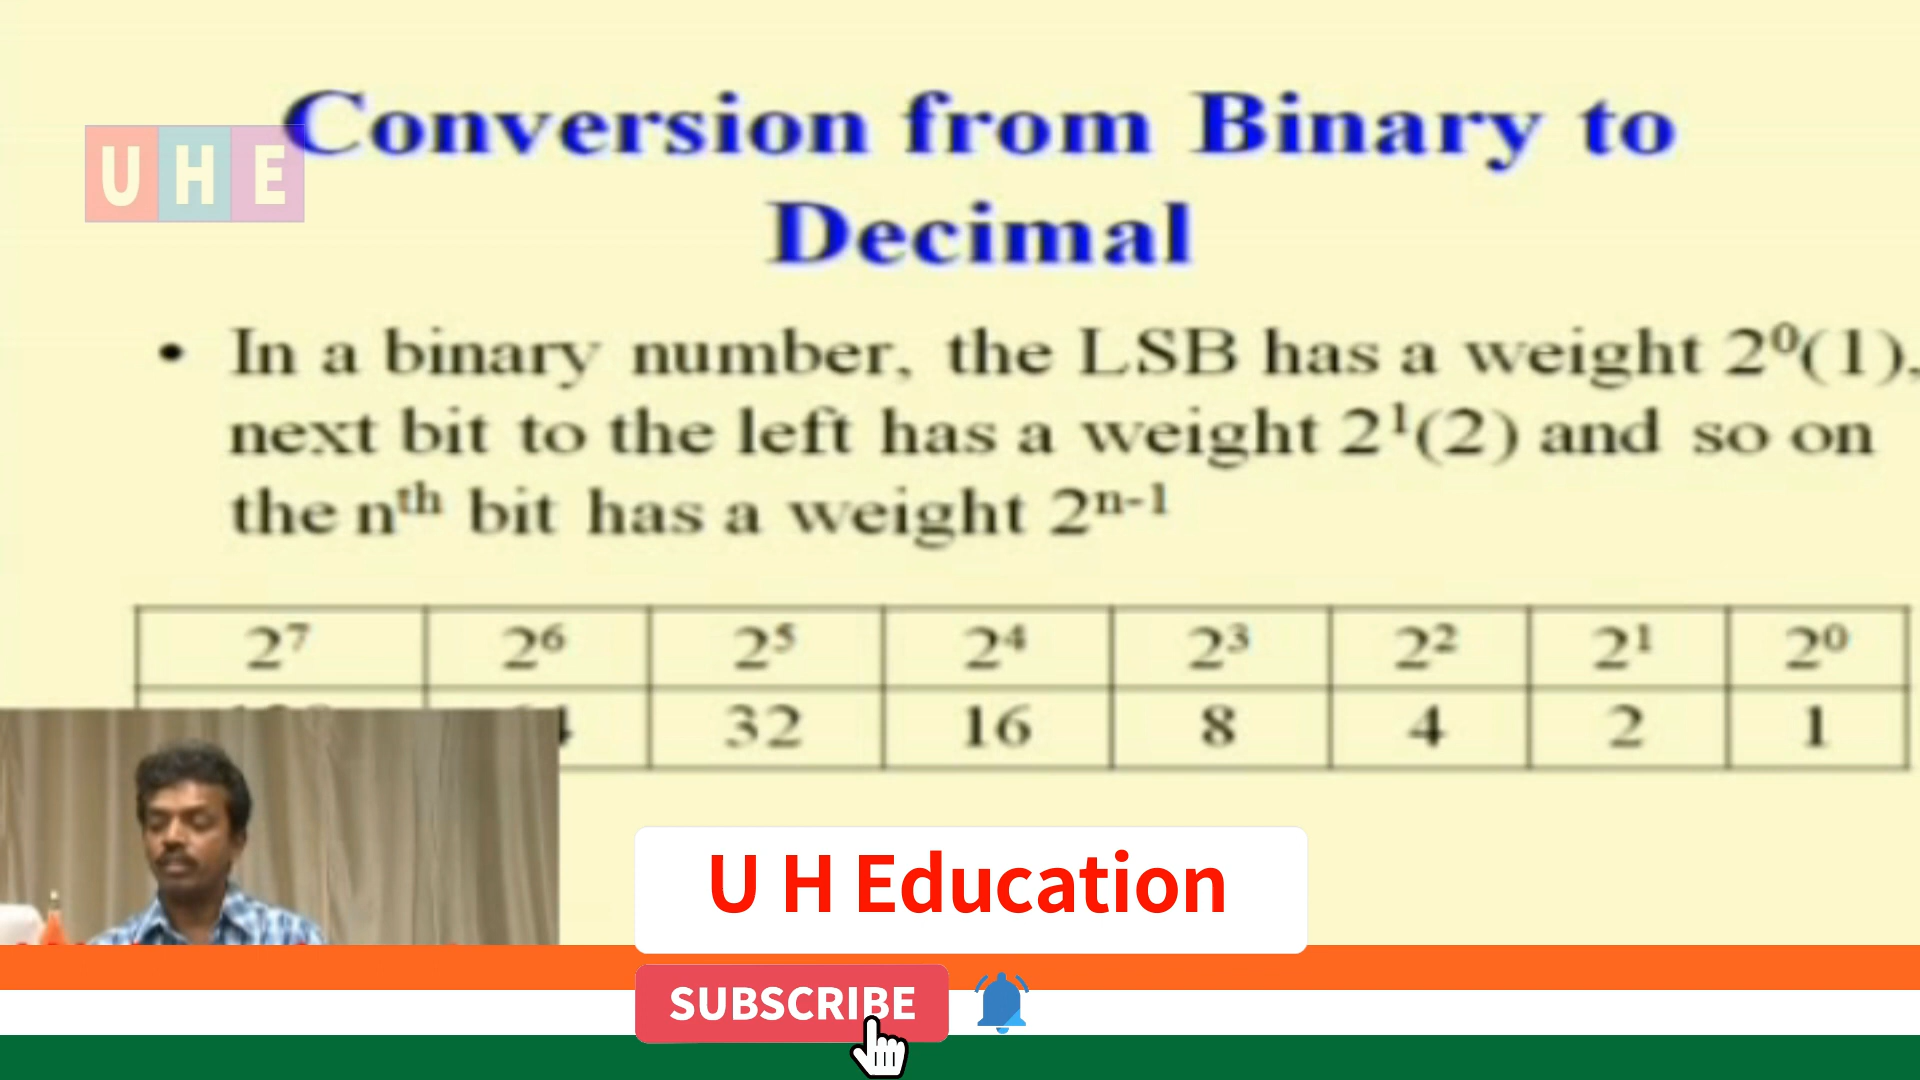 Conversion from Binary to
Decimal
U H E
• In a binary number, the LSB has a weight 2⁰(1),
next bit to the left has a weight 2¹(2) and so on
the nᵗʰ bit has a weight 2ⁿ⁻¹
2⁷ 2⁶ 2⁵ 2⁴ 2³ 2² 2¹ 2⁰
32 16 8 4 2 1
U H Education
SUBSCRIBE